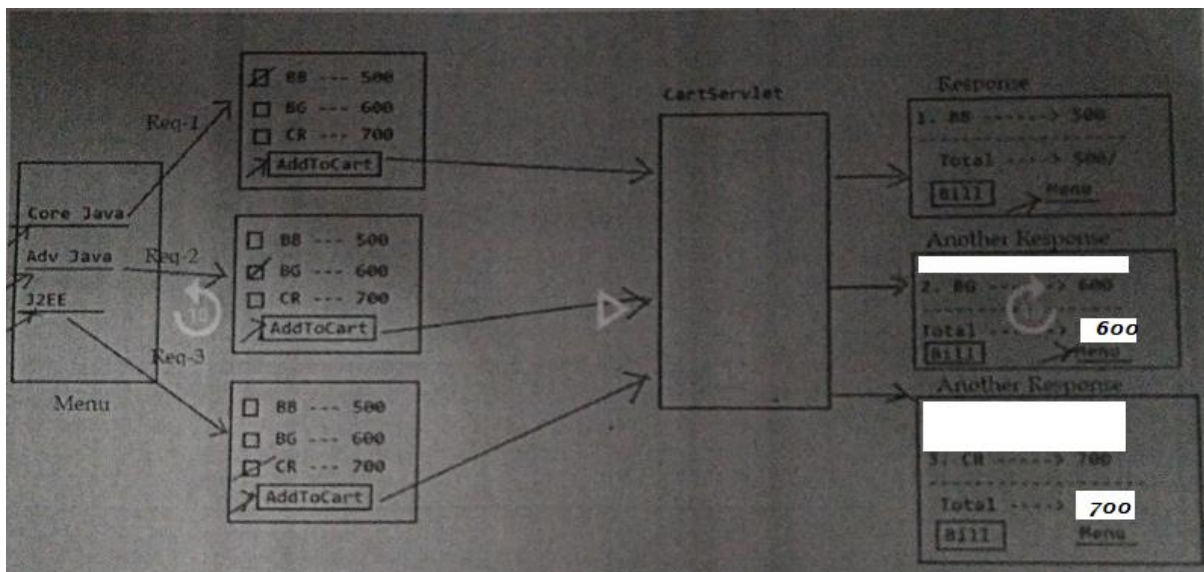 Menu
Core Java
Adv Java
J2EE
Req-1
BB --- 500
BG --- 600
CR --- 700
AddToCart
Req-2
BB --- 500
BG --- 600
CR --- 700
AddToCart
Req-3
BB --- 500
BG --- 600
CR --- 700
AddToCart
CartServlet
Response
1. BB ------> 500
Total ----> 500/
Bill Menu
Another Response
2. BG ------> 600
Total ------> 600
Bill Menu
Another Response
3. CR -----> 700
Total ----> 700
Bill Menu
10